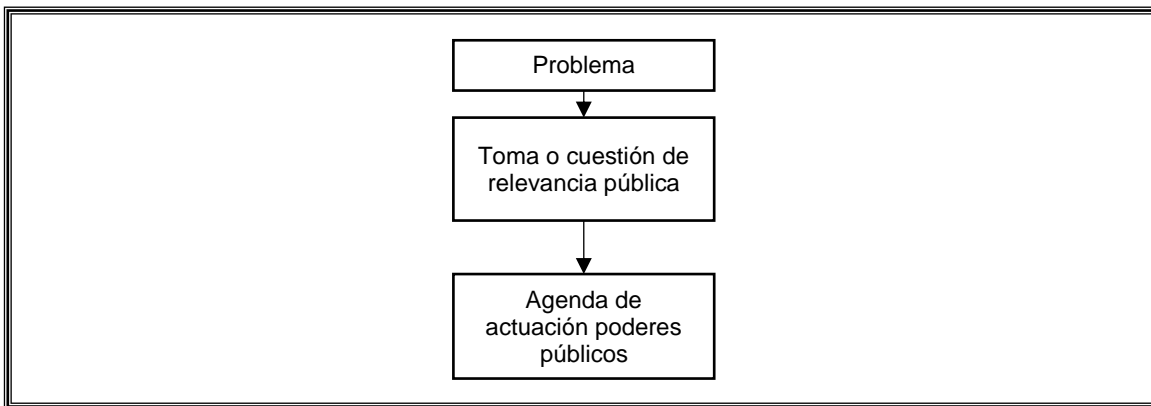 Problema
Toma o cuestión de
relevancia pública
Agenda de
actuación poderes
públicos